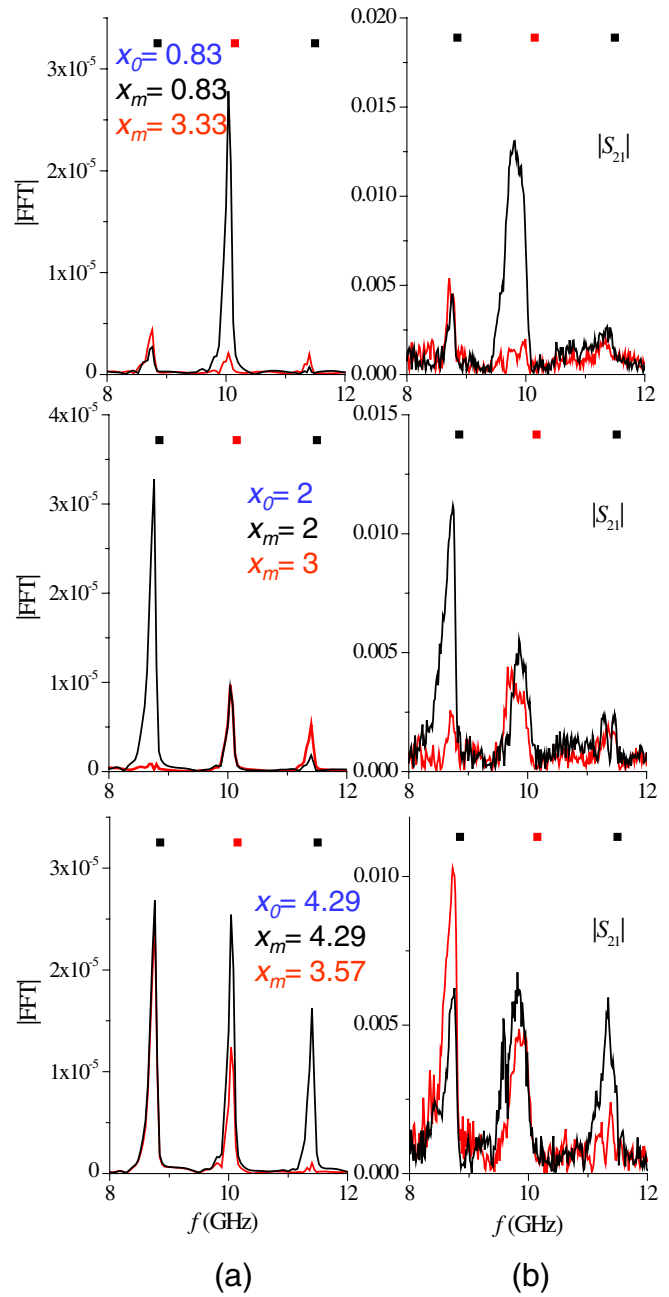 3x10-5
2x10-5
1x10-5
0
|FFT|
x0= 0.83
xm= 0.83
xm= 3.33
8
10
12
0.020
0.015
0.010
0.005
0.000
|S21|
8
10
12
4x10-5
3x10-5
2x10-5
1x10-5
0
|FFT|
x0= 2
xm= 2
xm= 3
8
10
12
0.015
0.010
0.005
0.000
|S21|
8
10
12
3x10-5
2x10-5
1x10-5
0
|FFT|
x0= 4.29
xm= 4.29
xm= 3.57
8
10
12
f (GHz)
0.010
0.005
0.000
|S21|
8
10
12
f (GHz)
(a)
(b)